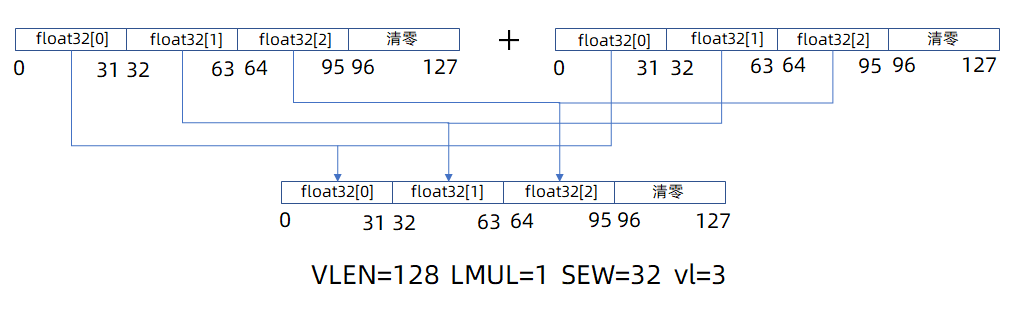 float32[0] float32[1] float32[2] 清零 + float32[0] float32[1] float32[2] 清零
0 31 32 63 64 95 96 127 0 31 32 63 64 95 96 127
float32[0] float32[1] float32[2] 清零
0 31 32 63 64 95 96 127
VLEN=128 LMUL=1 SEW=32 vl=3